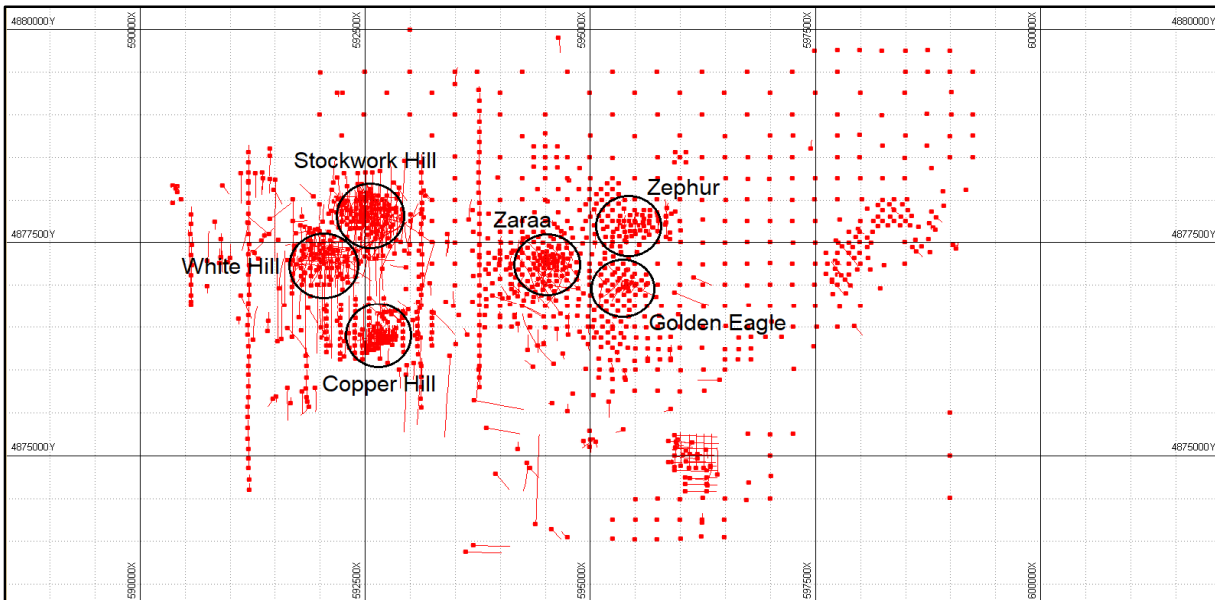 4880000Y
4880000Y
590000X
592500X
595000X
597500X
600000X
Stockwork Hill
Zephur
Zaraa
4877500Y
4877500Y
White Hill
Golden Eagle
Copper Hill
4875000Y
4875000Y
590000X
592500X
595000X
597500X
600000X